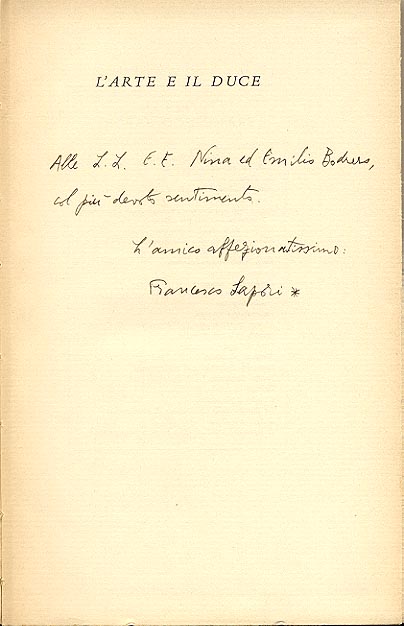 L'ARTE E IL DUCE
Alle L.L. E.E. Nina ed Emilio Bodrero,
col più devoto sentimento.
L'amico affezionatissimo:
Francesco Sapori *